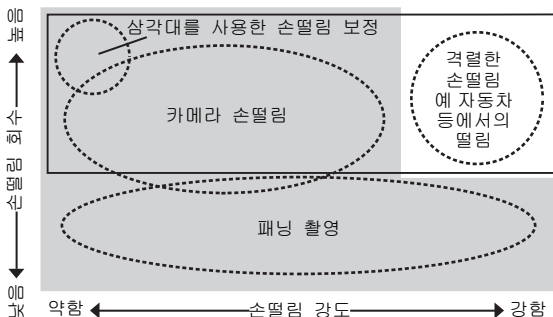 높음
손떨림 회수
낮음
삼각대를 사용한 손떨림 보정
카메라 손떨림
격렬한
손떨림
예 자동차
등에서의
떨림
패닝 촬영
약함
손떨림 강도
강함